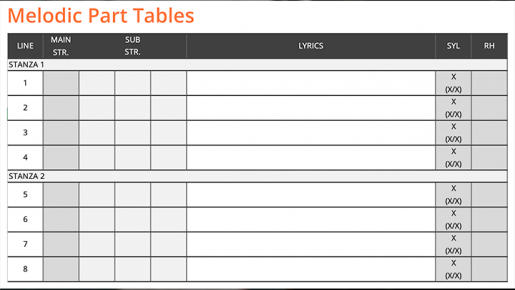 Melodic Part Tables
LINE MAIN STR. SUB STR. LYRICS SYL RH
STANZA 1
1 X (X/X)
2 X (X/X)
3 X (X/X)
4 X (X/X)
STANZA 2
5 X (X/X)
6 X (X/X)
7 X (X/X)
8 X (X/X)